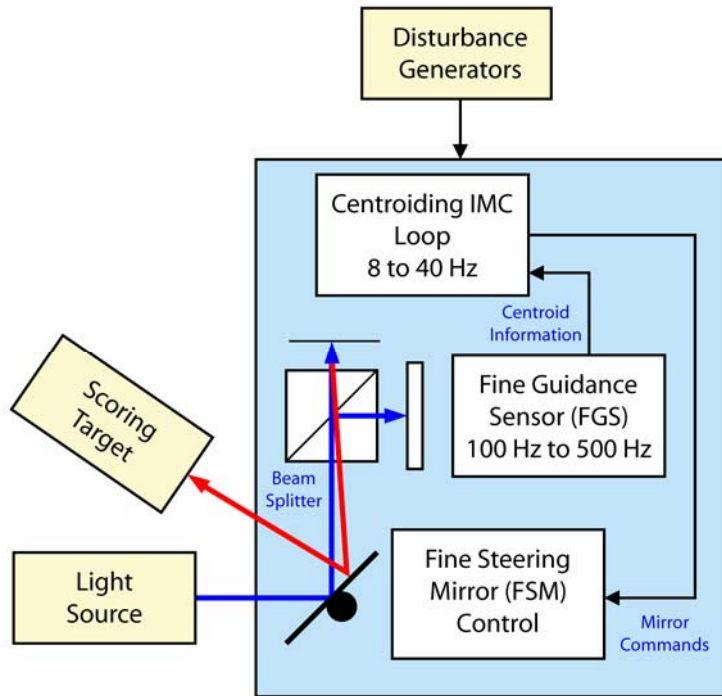 Disturbance
Generators
Centroiding IMC
Loop
8 to 40 Hz
Centroid
Information
Scoring
Target
Fine Guidance
Sensor (FGS)
100 Hz to 500 Hz
Beam
Splitter
Light
Source
Fine Steering
Mirror (FSM)
Control
Mirror
Commands